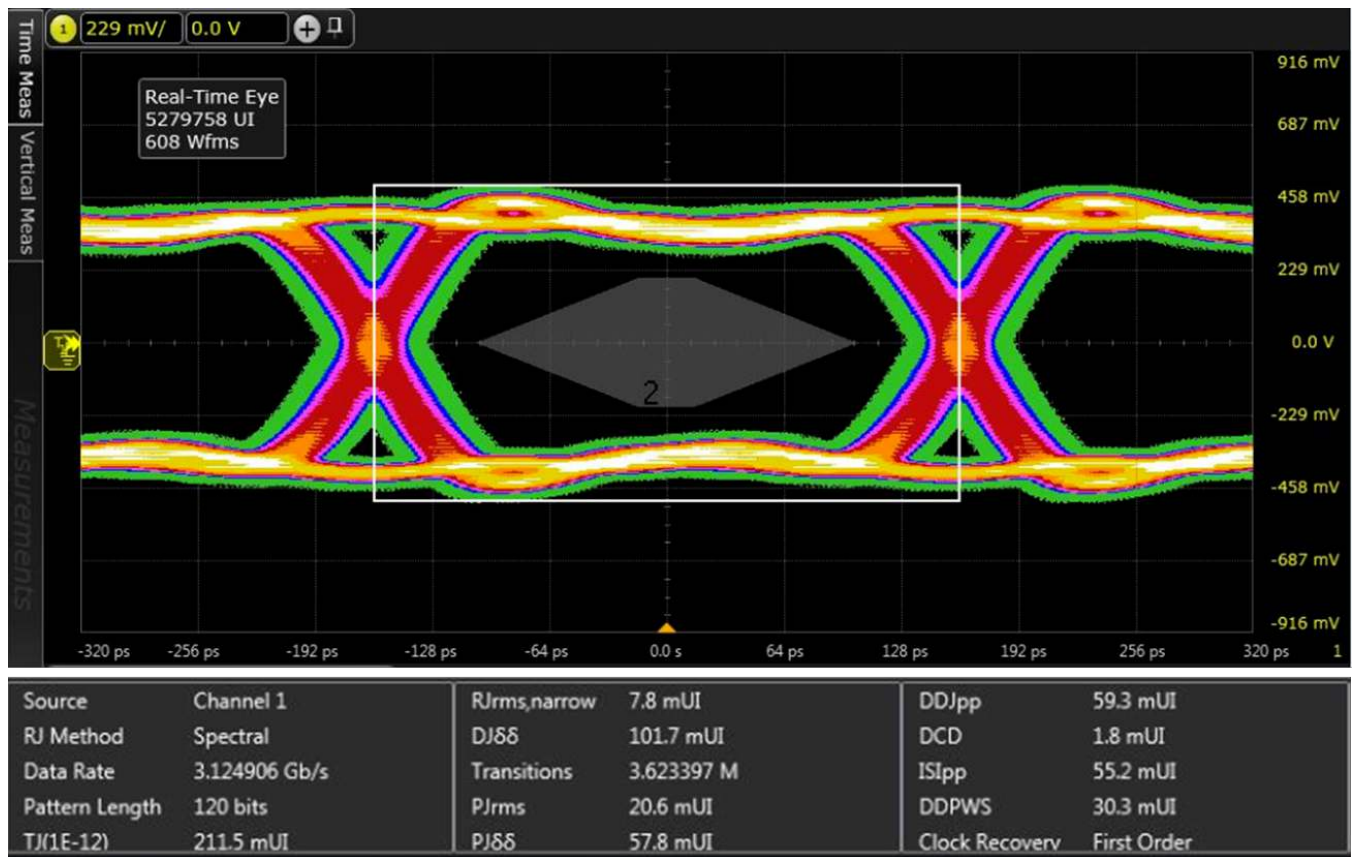 Time Meas
Vertical Meas
Measurements
1 229 mV/ 0.0 V
Real-Time Eye
5279758 UI
608 Wfms
916 mV
687 mV
458 mV
229 mV
0.0 V
-229 mV
-458 mV
-687 mV
-916 mV
2
-320 ps -256 ps -192 ps -128 ps -64 ps 0.0 s 64 ps 128 ps 192 ps 256 ps 320 ps 1
Source Channel 1 RJrms,narrow 7.8 mUI DDJpp 59.3 mUI
RJ Method Spectral DJδδ 101.7 mUI DCD 1.8 mUI
Data Rate 3.124906 Gb/s Transitions 3.623397 M ISIpp 55.2 mUI
Pattern Length 120 bits PJrms 20.6 mUI DDPWS 30.3 mUI
TJ(1E-12) 211.5 mUI PJδδ 57.8 mUI Clock Recovery First Order